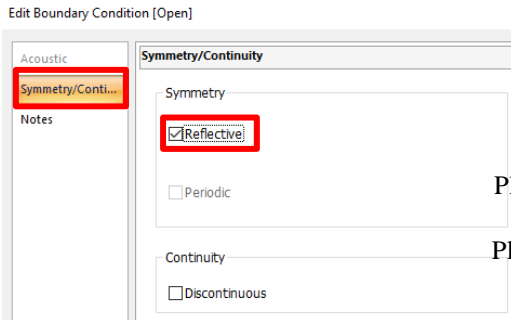 Edit Boundary Condition [Open]
Acoustic
Symmetry/Conti...
Notes
Symmetry/Continuity
Symmetry
Reflective
Periodic
Continuity
Discontinuous